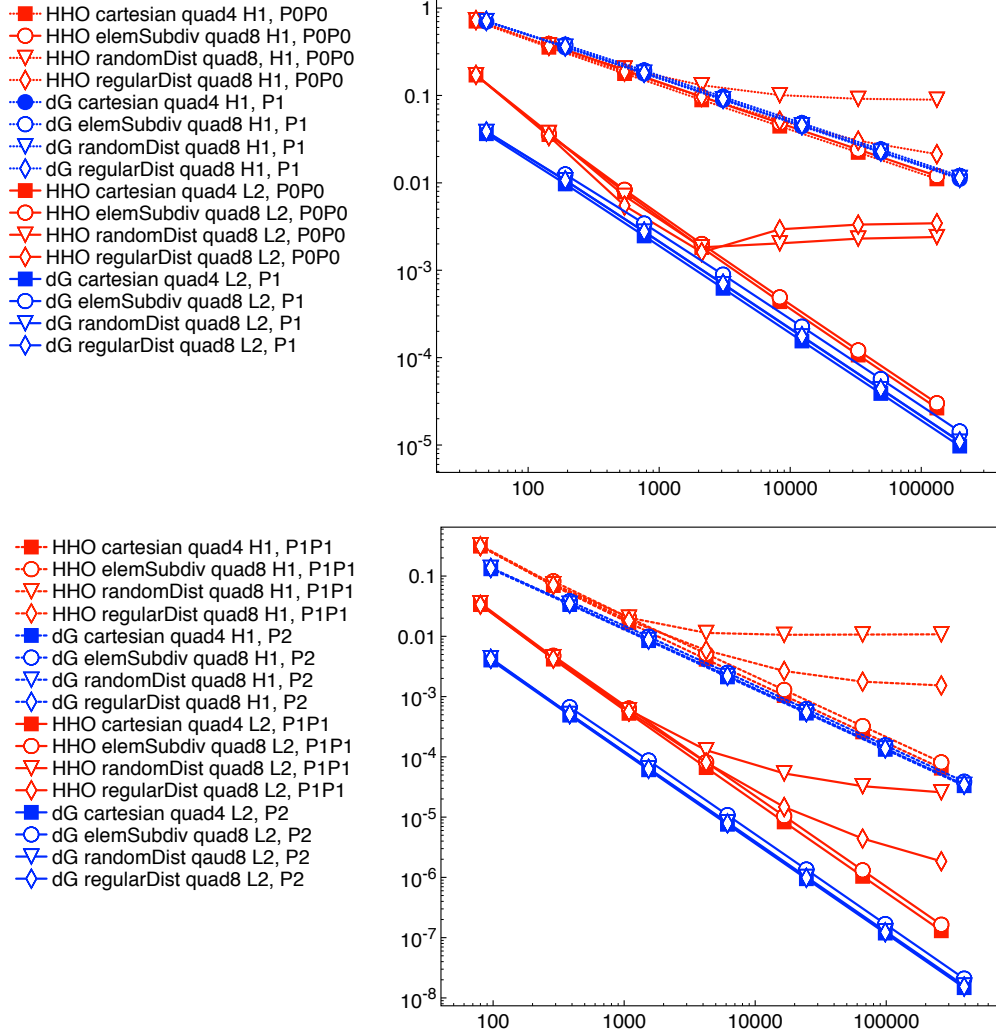 HHO cartesian quad4 H1, P0P0
HHO elemSubdiv quad8 H1, P0P0
HHO randomDist quad8, H1, P0P0
HHO regularDist quad8 H1, P0P0
dG cartesian quad4 H1, P1
dG elemSubdiv quad8 H1, P1
dG randomDist quad8 H1, P1
dG regularDist quad8 H1, P1
HHO cartesian quad4 L2, P0P0
HHO elemSubdiv quad8 L2, P0P0
HHO randomDist quad8 L2, P0P0
HHO regularDist quad8 L2, P0P0
dG cartesian quad4 L2, P1
dG elemSubdiv quad8 L2, P1
dG randomDist quad8 L2, P1
dG regularDist quad8 L2, P1
1
0.1
0.01
10-3
10-4
10-5
100 1000 10000 100000
HHO cartesian quad4 H1, P1P1
HHO elemSubdiv quad8 H1, P1P1
HHO randomDist quad8 H1, P1P1
HHO regularDist quad8 H1, P1P1
dG cartesian quad4 H1, P2
dG elemSubdiv quad8 H1, P2
dG randomDist quad8 H1, P2
dG regularDist quad8 H1, P2
HHO cartesian quad4 L2, P1P1
HHO elemSubdiv quad8 L2, P1P1
HHO randomDist quad8 L2, P1P1
HHO regularDist quad8 L2, P1P1
dG cartesian quad4 L2, P2
dG elemSubdiv quad8 L2, P2
dG randomDist qaud8 L2, P2
dG regularDist quad8 L2, P2
0.1
0.01
10-3
10-4
10-5
10-6
10-7
10-8
100 1000 10000 100000